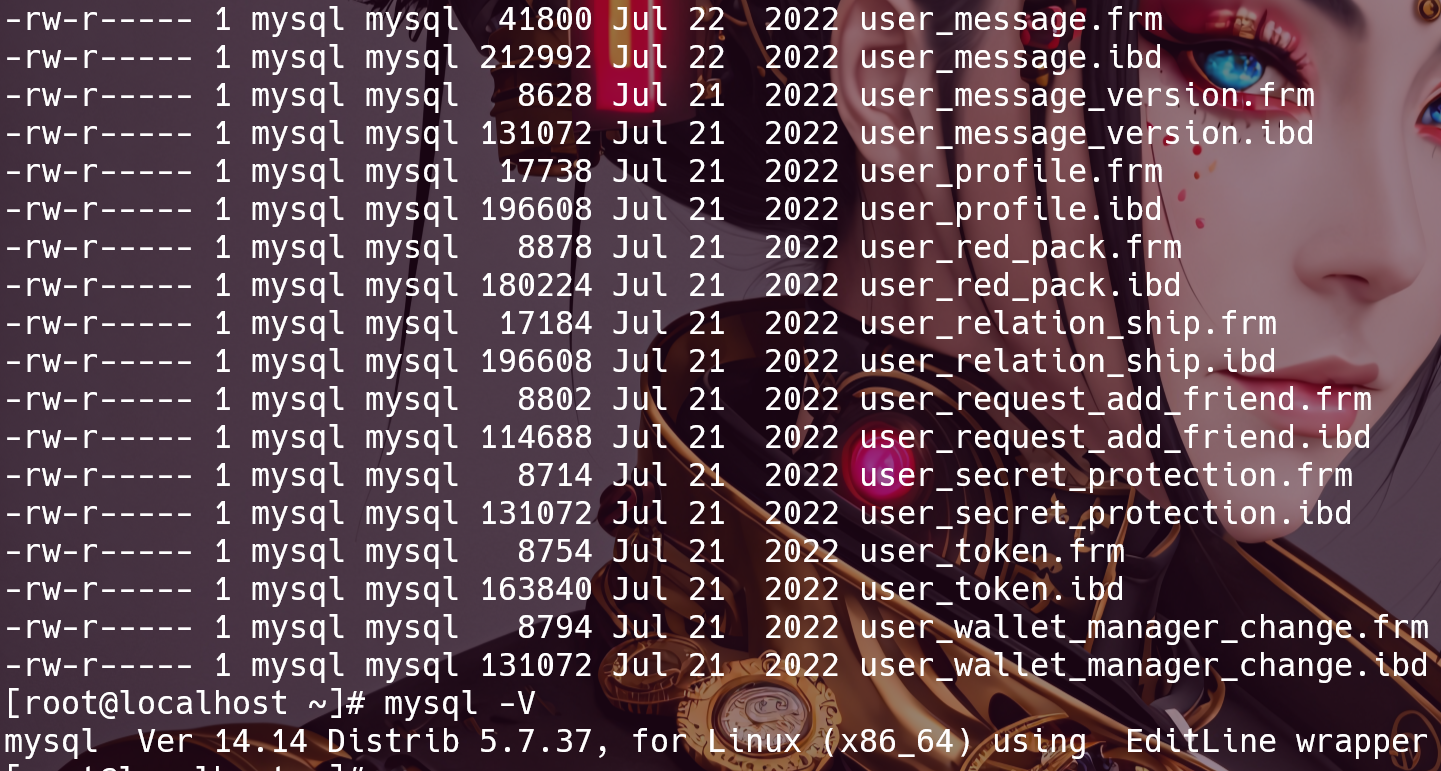 -rw-r----- 1 mysql mysql  41800 Jul 22  2022 user_message.frm
-rw-r----- 1 mysql mysql 212992 Jul 22  2022 user_message.ibd
-rw-r----- 1 mysql mysql   8628 Jul 21  2022 user_message_version.frm
-rw-r----- 1 mysql mysql 131072 Jul 21  2022 user_message_version.ibd
-rw-r----- 1 mysql mysql  17738 Jul 21  2022 user_profile.frm
-rw-r----- 1 mysql mysql 196608 Jul 21  2022 user_profile.ibd
-rw-r----- 1 mysql mysql   8878 Jul 21  2022 user_red_pack.frm
-rw-r----- 1 mysql mysql 180224 Jul 21  2022 user_red_pack.ibd
-rw-r----- 1 mysql mysql  17184 Jul 21  2022 user_relation_ship.frm
-rw-r----- 1 mysql mysql 196608 Jul 21  2022 user_relation_ship.ibd
-rw-r----- 1 mysql mysql   8802 Jul 21  2022 user_request_add_friend.frm
-rw-r----- 1 mysql mysql 114688 Jul 21  2022 user_request_add_friend.ibd
-rw-r----- 1 mysql mysql   8714 Jul 21  2022 user_secret_protection.frm
-rw-r----- 1 mysql mysql 131072 Jul 21  2022 user_secret_protection.ibd
-rw-r----- 1 mysql mysql   8754 Jul 21  2022 user_token.frm
-rw-r----- 1 mysql mysql 163840 Jul 21  2022 user_token.ibd
-rw-r----- 1 mysql mysql   8794 Jul 21  2022 user_wallet_manager_change.frm
-rw-r----- 1 mysql mysql 131072 Jul 21  2022 user_wallet_manager_change.ibd
[root@localhost ~]# mysql -V
mysql  Ver 14.14 Distrib 5.7.37, for Linux (x86_64) using  EditLine wrapper